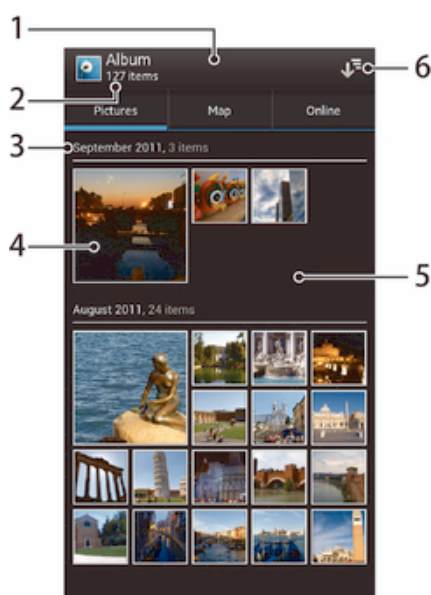 1
Album
6
127 items
2
Pictures Map Online
3
September 2011, 3 items
4
5
August 2011, 24 items